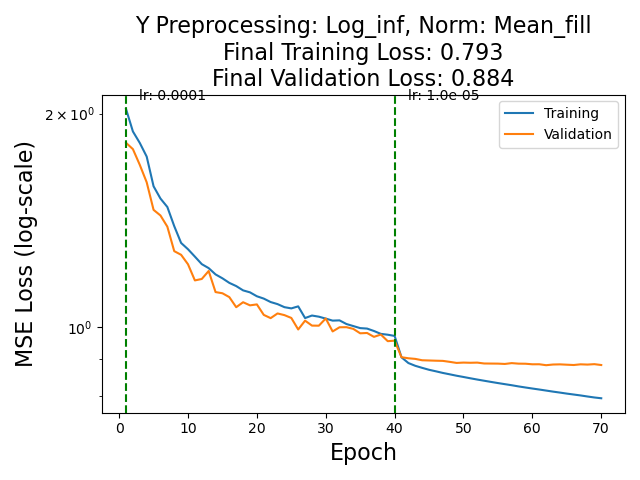 Y Preprocessing: Log_inf, Norm: Mean_fill
Final Training Loss: 0.793
Final Validation Loss: 0.884
lr: 0.0001
lr: 1.0e-05
Training
Validation
2 × 10⁰
10⁰
MSE Loss (log-scale)
0 10 20 30 40 50 60 70
Epoch